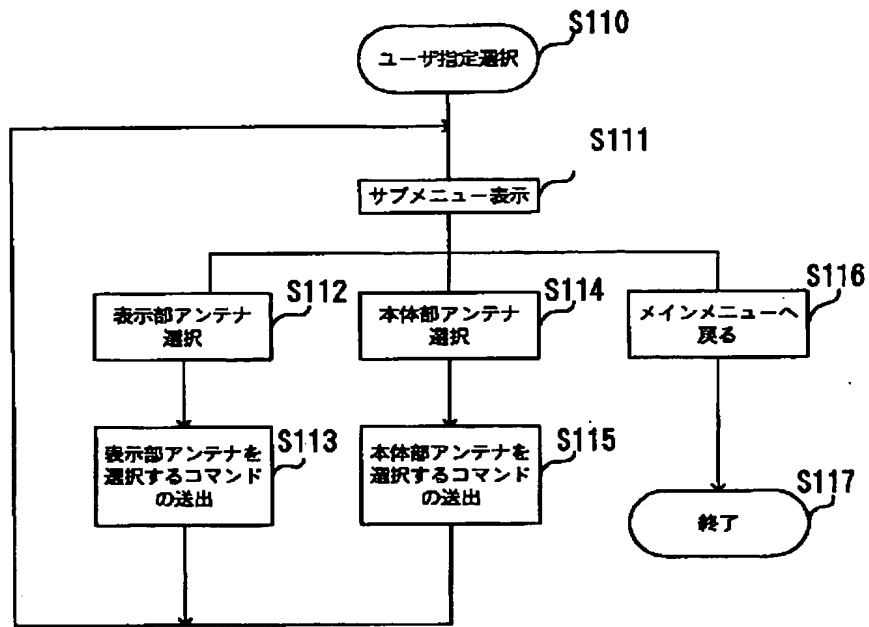 S110
ユーザ指定選択
S111
サブメニュー表示
S112
表示部アンテナ
選択
S114
本体部アンテナ
選択
S116
メインメニューへ
戻る
S113
表示部アンテナを
選択するコマンド
の送出
S115
本体部アンテナを
選択するコマンド
の送出
S117
終了